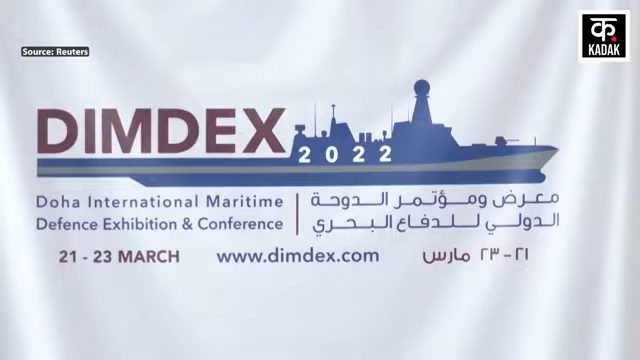 Source: Reuters
क
KADAK
DIMDEX
2022
Doha International Maritime
Defence Exhibition & Conference
معرض ومؤتمر الدوحة
الدولي للدفاع البحري
21 - 23 MARCH
www.dimdex.com
٢١-٢٣ مارس